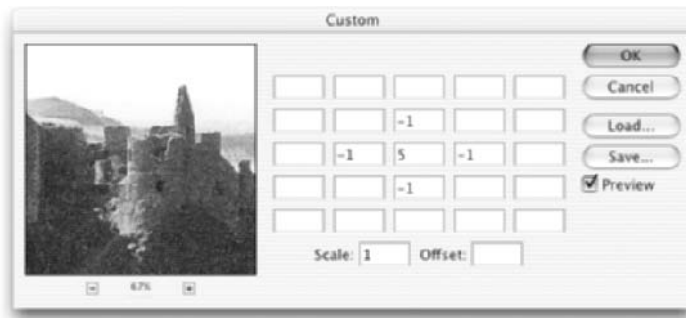 Custom
OK
Cancel
-1
Load...
-1 5 -1
Save...
-1
Preview
Scale: 1 Offset:
67%